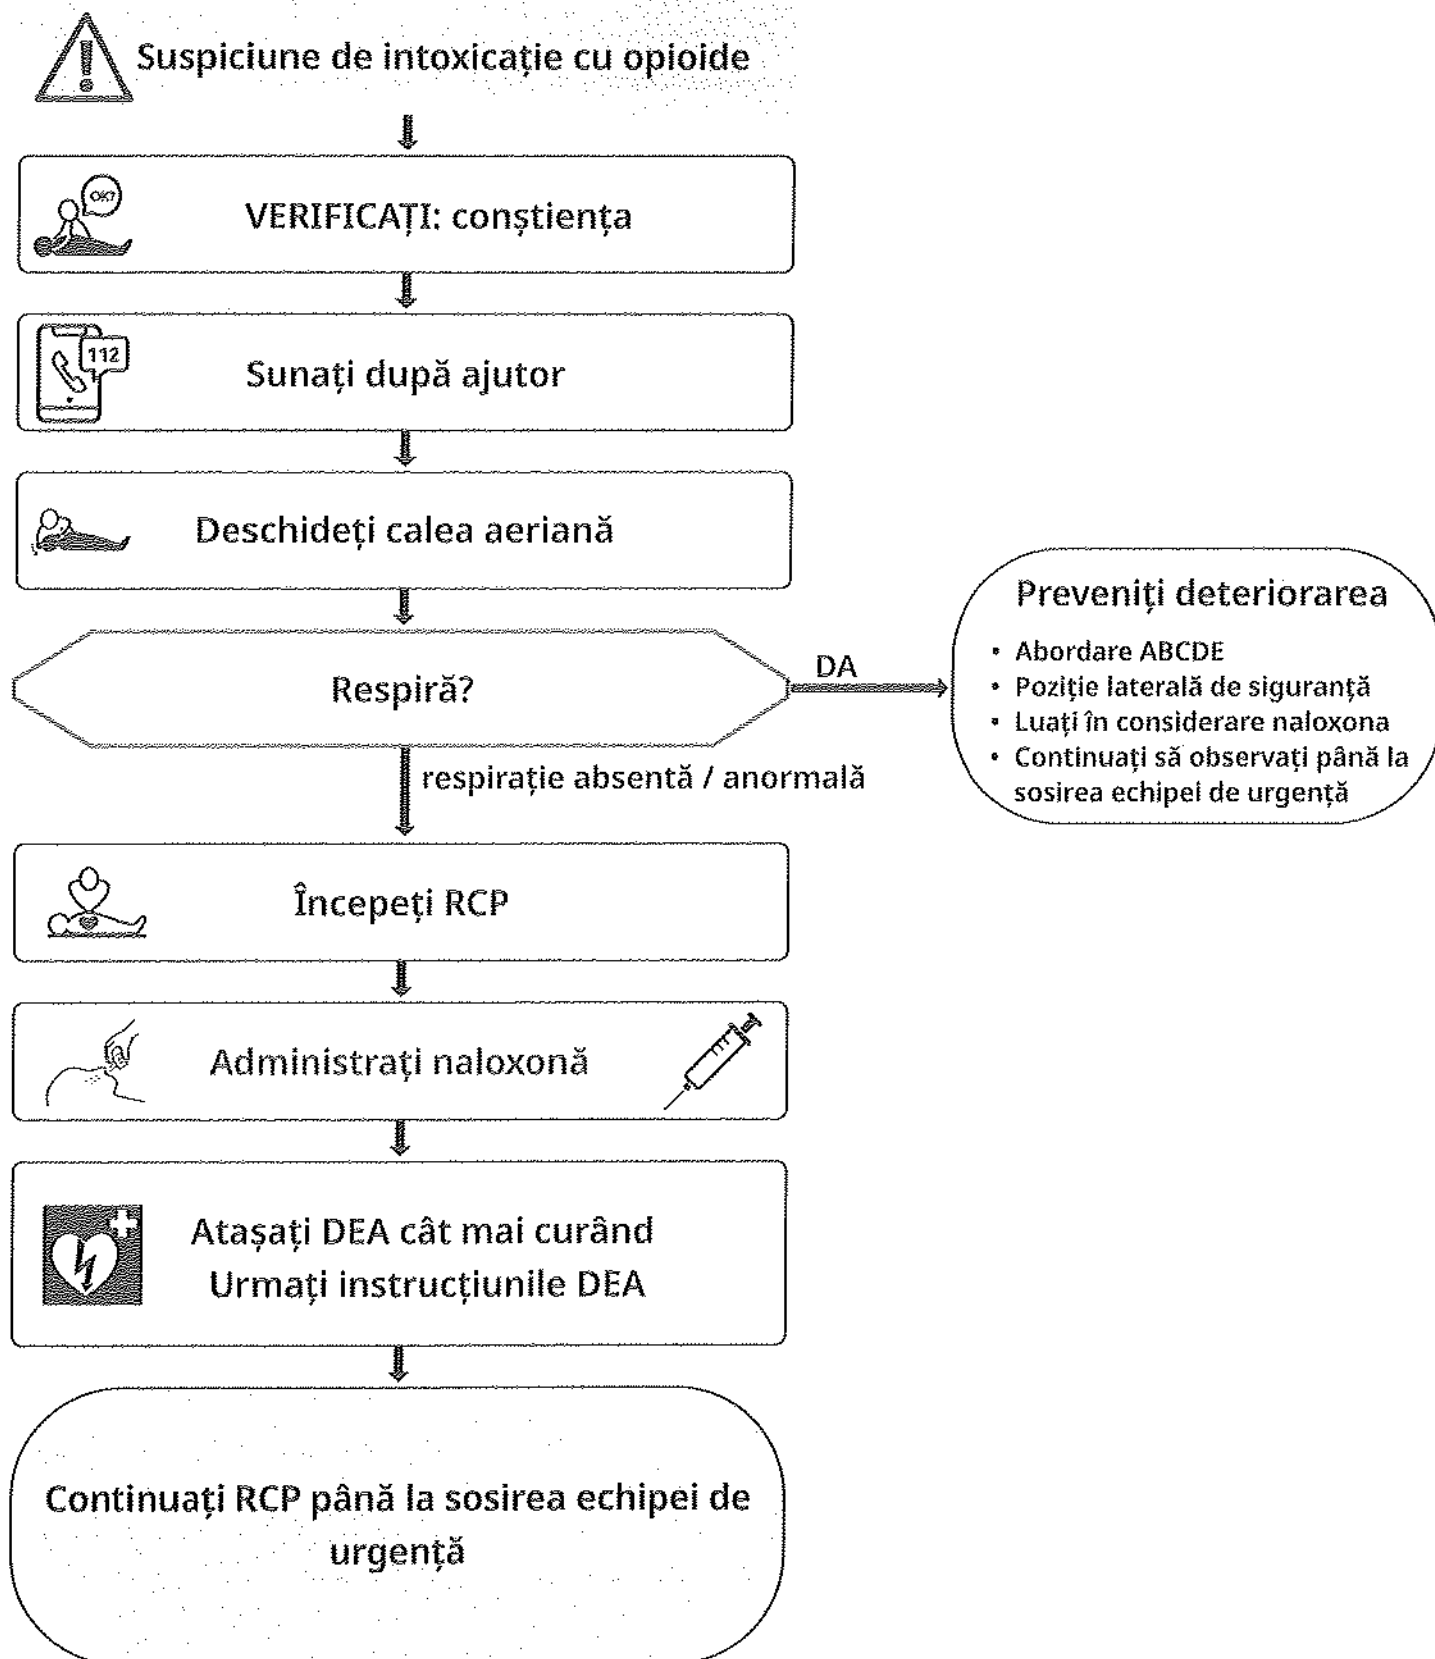 Suspiciune de intoxicație cu opioide
OK?
VERIFICAȚI: conștiența
112
Sunați după ajutor
Deschideți calea aeriană
Respiră?
DA
Preveniți deteriorarea
• Abordare ABCDE
• Poziție laterală de siguranță
• Luați în considerare naloxona
• Continuați să observați până la
sosirea echipei de urgență
respirație absentă / anormală
Începeți RCP
Administrați naloxonă
Atașați DEA cât mai curând
Urmați instrucțiunile DEA
Continuați RCP până la sosirea echipei de
urgență